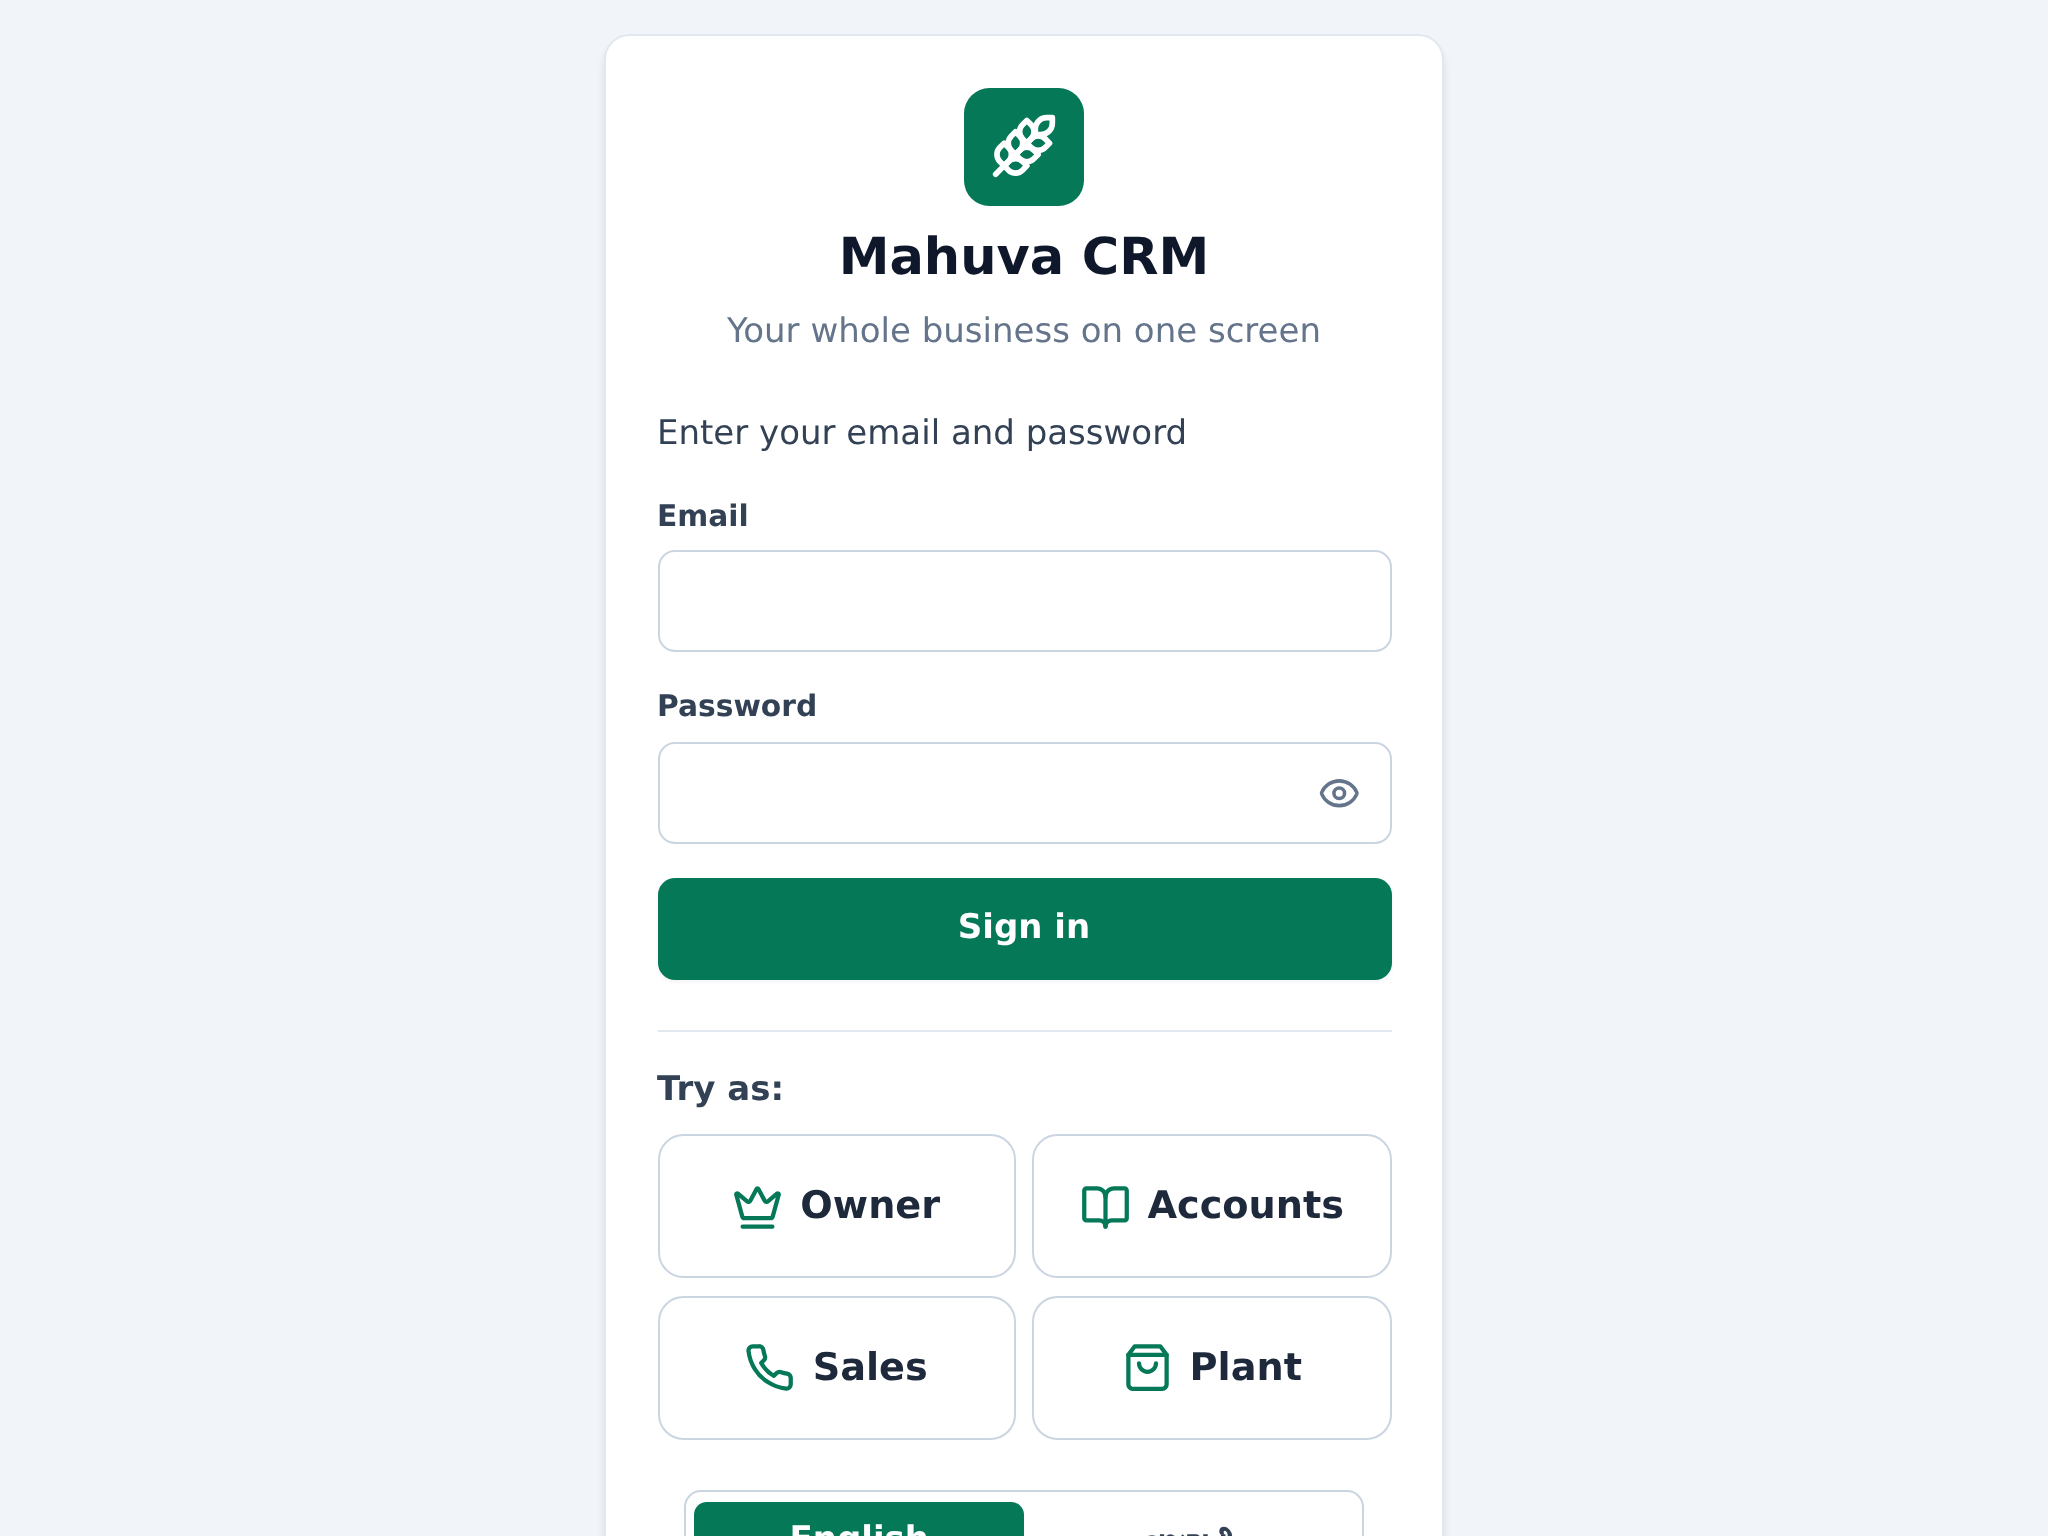 Mahuva CRM
Your whole business on one screen
Enter your email and password
Email
Password
Sign in
Try as:
Owner
Accounts
Sales
Plant
English